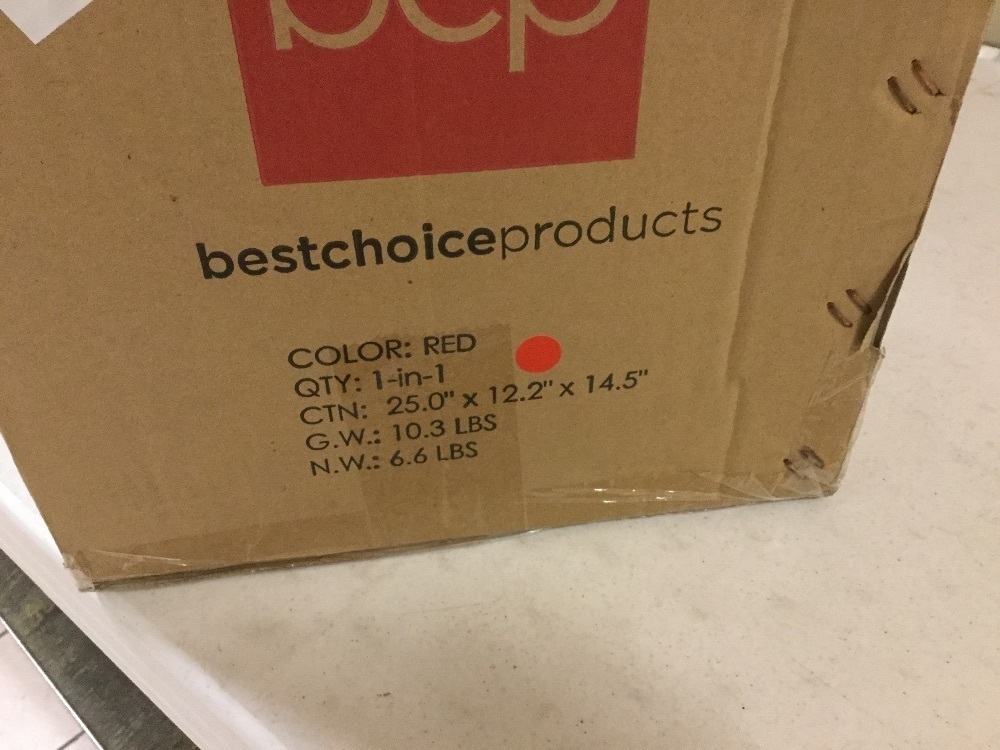 bcp
bestchoiceproducts
COLOR: RED
QTY: 1-in-1
CTN: 25.0" x 12.2" x 14.5"
G.W.: 10.3 LBS
N.W.: 6.6 LBS